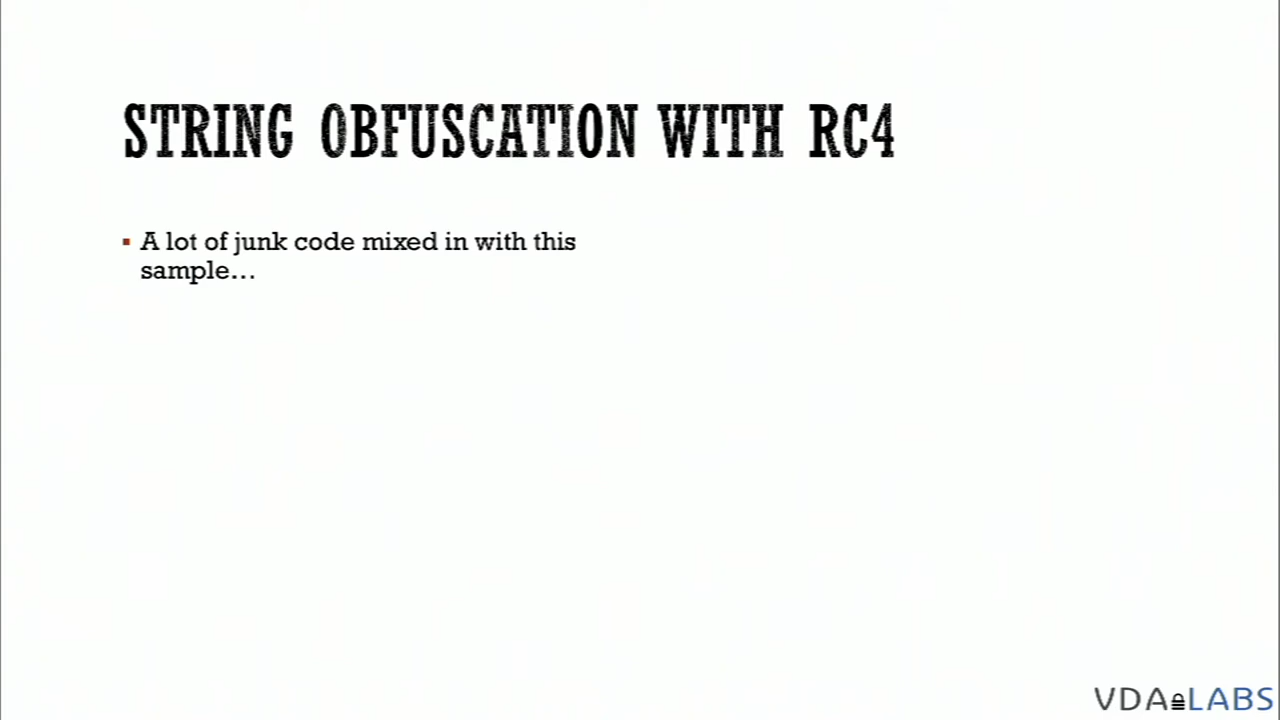 STRING OBFUSCATION WITH RC4
A lot of junk code mixed in with this
sample...
VDA LABS